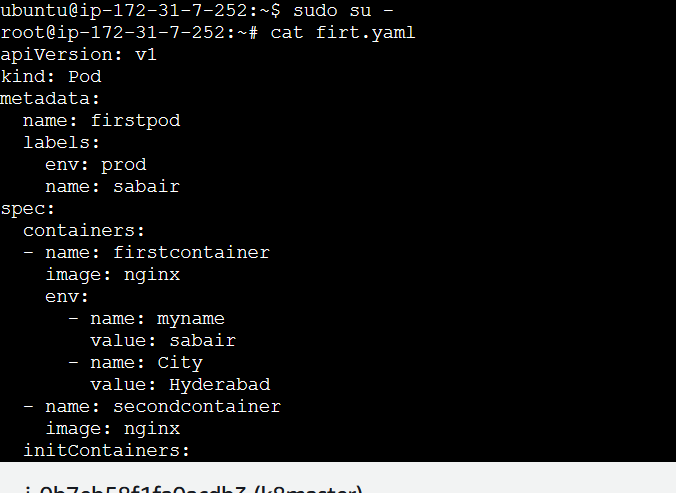 ubuntu@ip-172-31-7-252:~$ sudo su -
root@ip-172-31-7-252:~# cat firt.yaml
apiVersion: v1
kind: Pod
metadata:
  name: firstpod
  labels:
    env: prod
    name: sabair
spec:
  containers:
  - name: firstcontainer
    image: nginx
    env:
      - name: myname
        value: sabair
      - name: City
        value: Hyderabad
  - name: secondcontainer
    image: nginx
  initContainers:
(k8master)